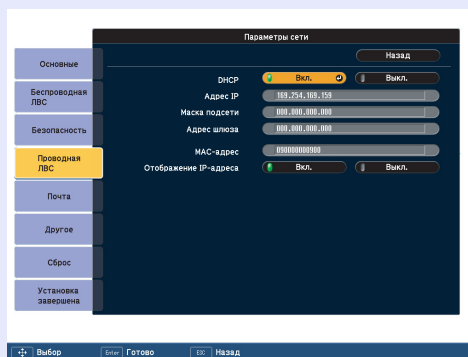 Параметры сети
Назад
Основные
Беспроводная
ЛВС
Безопасность
Проводная
ЛВС
Почта
Другое
Сброс
Установка
завершена
DHCP Вкл. Выкл.
Адрес IP 169.254.169.159
Маска подсети 000.000.000.000
Адрес шлюза 000.000.000.000
MAC-адрес 090000000900
Отображение IP-адреса Вкл. Выкл.
Выбор Enter Готово ESC Назад